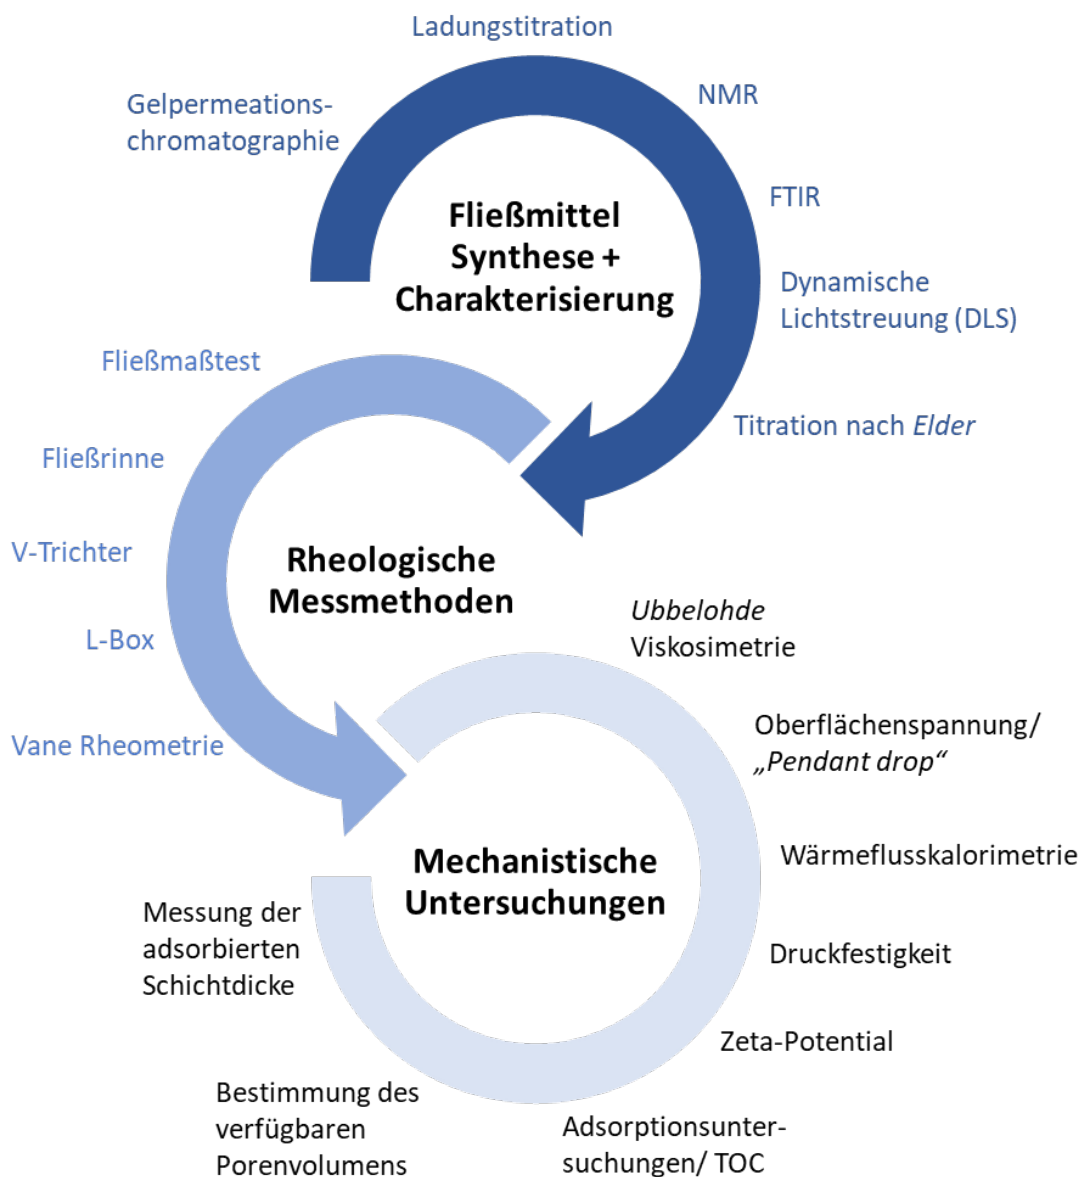 Ladungstitration
Gelpermeations-
chromatographie
NMR
FTIR
Dynamische
Lichtstreuung (DLS)
Titration nach Elder
Fließmittel
Synthese +
Charakterisierung
Fließmaßtest
Fließrinne
V-Trichter
L-Box
Vane Rheometrie
Rheologische
Messmethoden
Ubbelohde
Viskosimetrie
Oberflächenspannung/
„Pendant drop“
Wärmeflusskalorimetrie
Druckfestigkeit
Zeta-Potential
Adsorptionsunter-
suchungen/ TOC
Bestimmung des
verfügbaren
Porenvolumens
Messung der
adsorbierten
Schichtdicke
Mechanistische
Untersuchungen